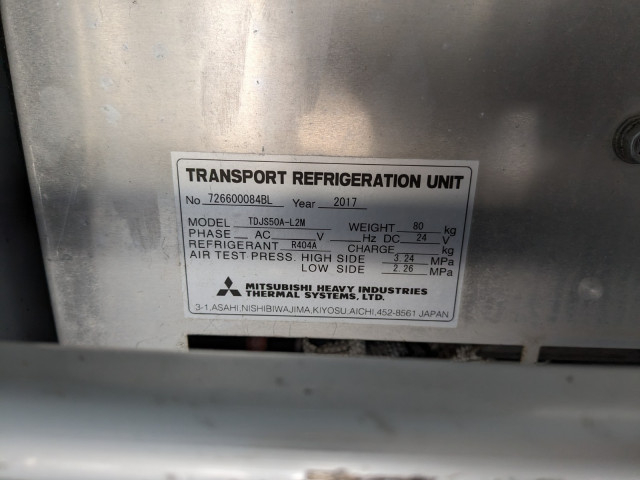 TRANSPORT REFRIGERATION UNIT
No 726600084BL Year 2017
MODEL TDJS50A-L2M WEIGHT 80 kg
PHASE AC V Hz DC 24 V
REFRIGERANT R404A CHARGE kg
AIR TEST PRESS. HIGH SIDE 3.24 MPa
LOW SIDE 2.26 MPa
MITSUBISHI HEAVY INDUSTRIES
THERMAL SYSTEMS, LTD.
3-1,ASAHI,NISHIBIWAJIMA,KIYOSU,AICHI,452-8561 JAPAN